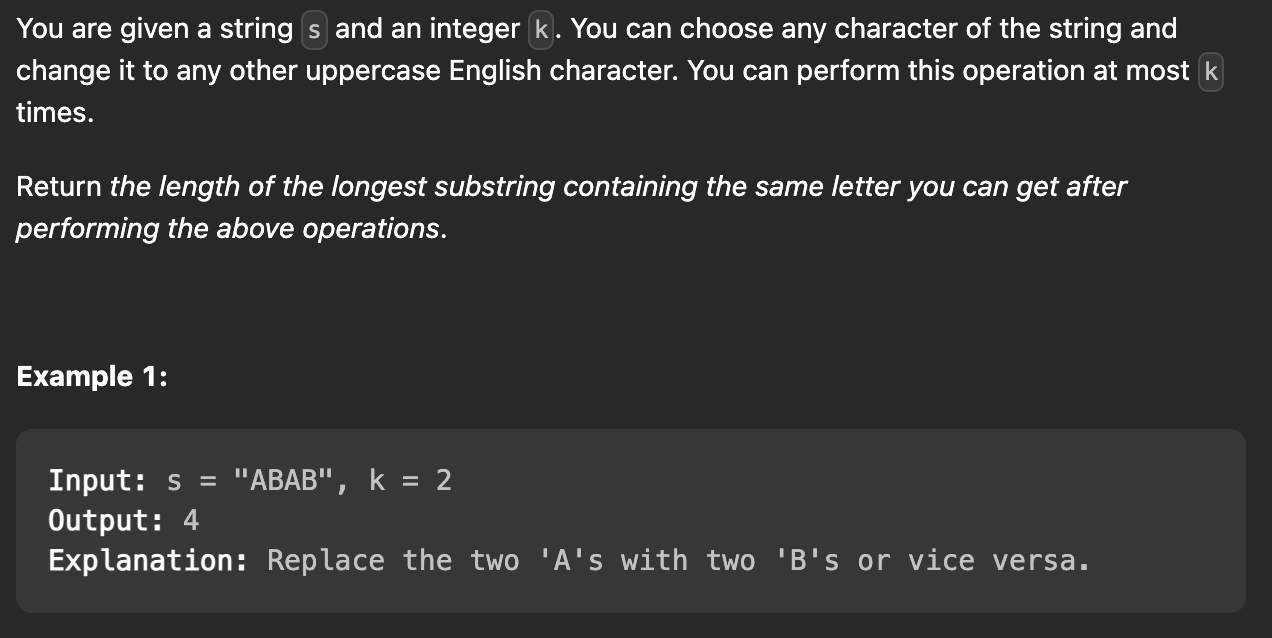 You are given a string s and an integer k. You can choose any character of the string and
change it to any other uppercase English character. You can perform this operation at most k
times.
Return the length of the longest substring containing the same letter you can get after
performing the above operations.
Example 1:
Input: s = "ABAB", k = 2
Output: 4
Explanation: Replace the two 'A's with two 'B's or vice versa.